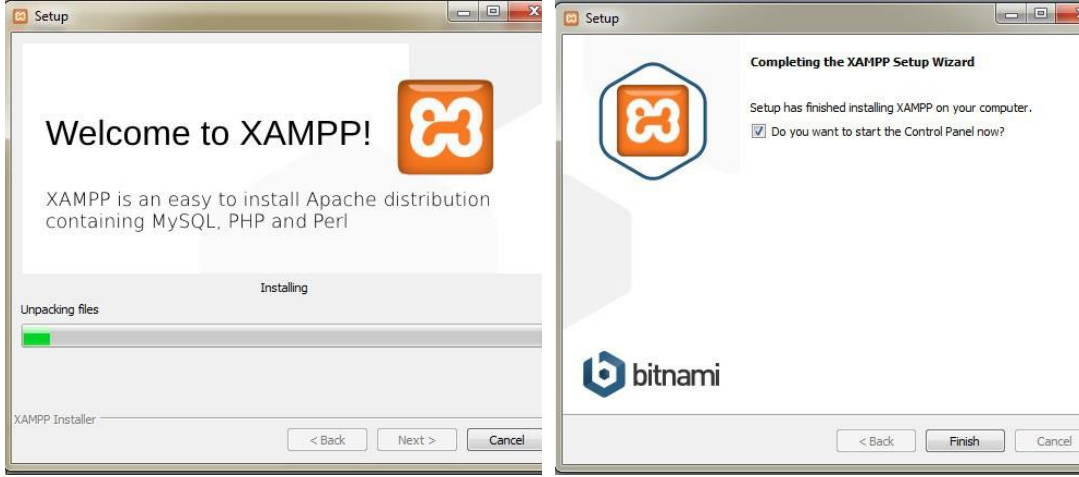 Setup
Welcome to XAMPP!
XAMPP is an easy to install Apache distribution
containing MySQL, PHP and Perl
Installing
Unpacking files
XAMPP Installer
< Back
Next >
Cancel
Setup
Completing the XAMPP Setup Wizard
Setup has finished installing XAMPP on your computer.
Do you want to start the Control Panel now?
bitnami
< Back
Finish
Cancel